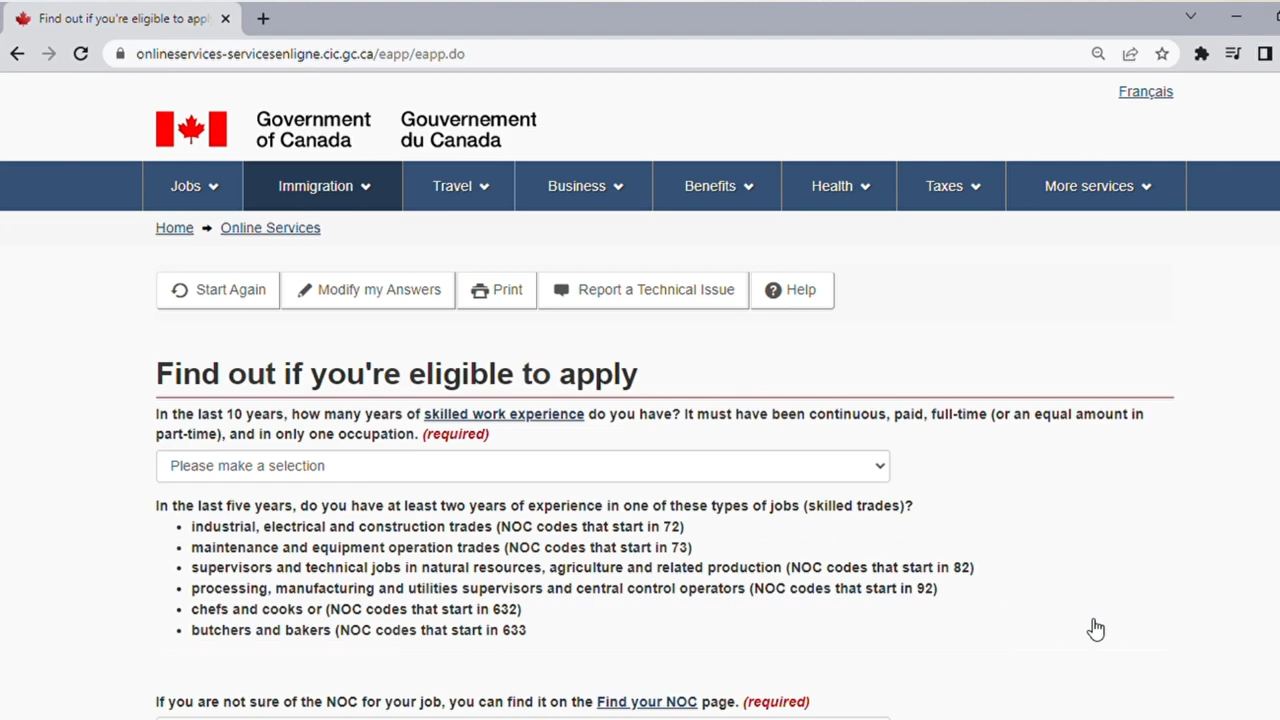 Find out if you're eligible to appl
onlineservices-servicesenligne.cic.gc.ca/eapp/eapp.do
Français
Government of Canada
Gouvernement du Canada
Jobs Immigration Travel Business Benefits Health Taxes More services
Home Online Services
Start Again Modify my Answers Print Report a Technical Issue Help
Find out if you're eligible to apply
In the last 10 years, how many years of skilled work experience do you have? It must have been continuous, paid, full-time (or an equal amount in
part-time), and in only one occupation. (required)
Please make a selection
In the last five years, do you have at least two years of experience in one of these types of jobs (skilled trades)?
• industrial, electrical and construction trades (NOC codes that start in 72)
• maintenance and equipment operation trades (NOC codes that start in 73)
• supervisors and technical jobs in natural resources, agriculture and related production (NOC codes that start in 82)
• processing, manufacturing and utilities supervisors and central control operators (NOC codes that start in 92)
• chefs and cooks or (NOC codes that start in 632)
• butchers and bakers (NOC codes that start in 633
If you are not sure of the NOC for your job, you can find it on the Find your NOC page. (required)